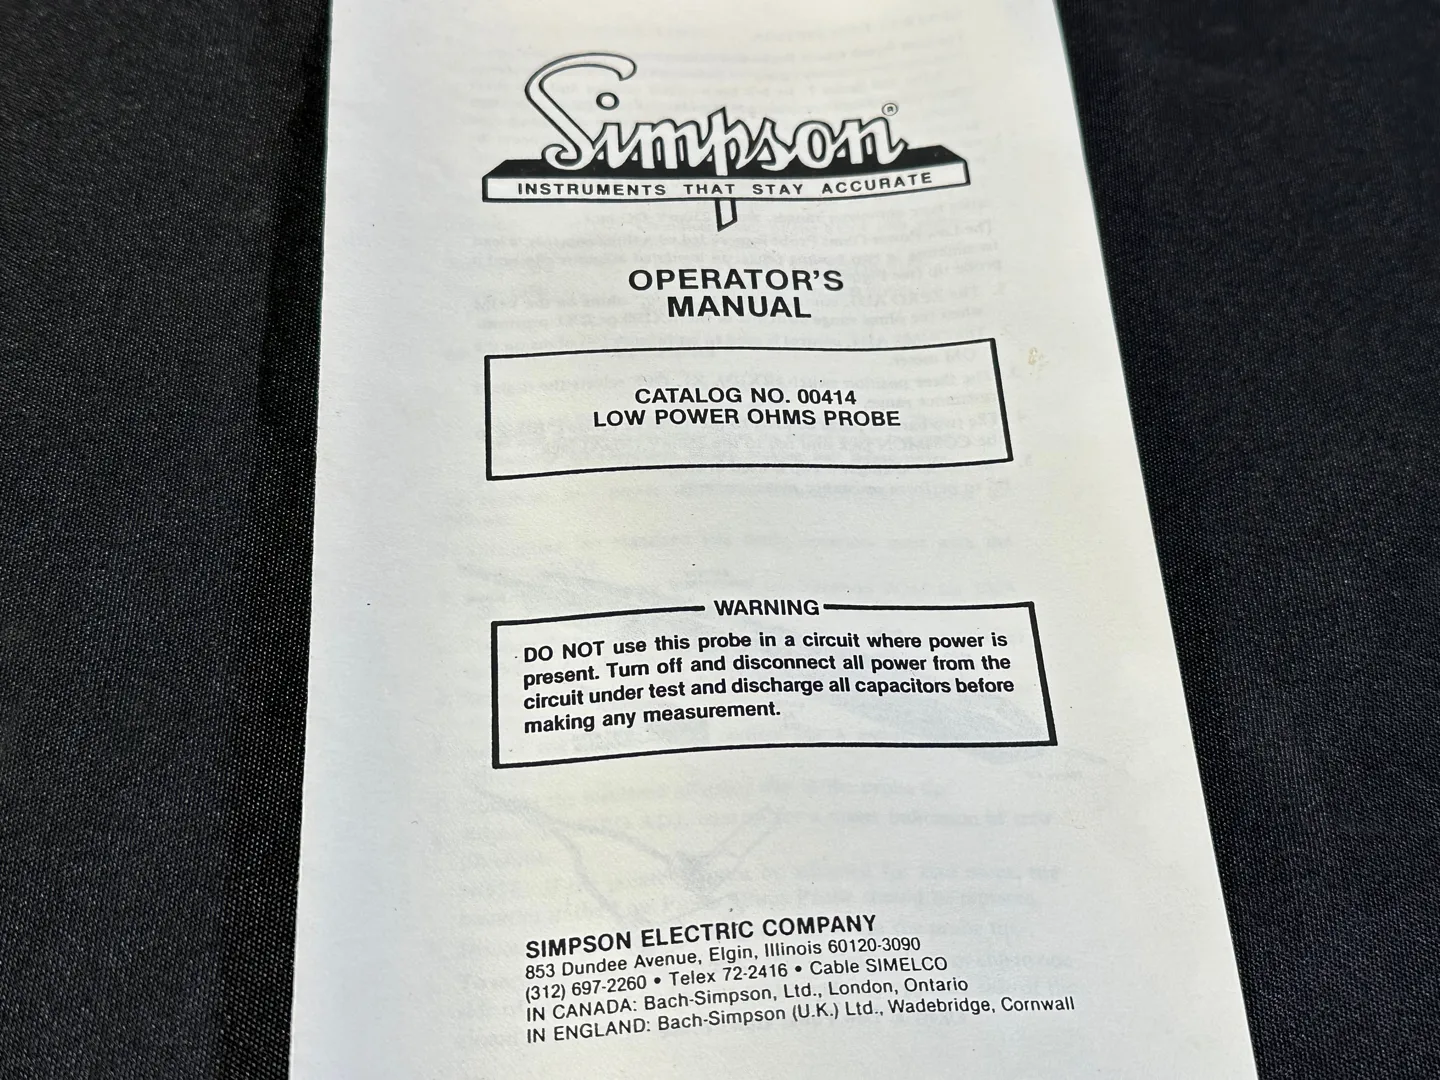 Simpson®
INSTRUMENTS THAT STAY ACCURATE
OPERATOR'S
MANUAL
CATALOG NO. 00414
LOW POWER OHMS PROBE
WARNING
DO NOT use this probe in a circuit where power is
present. Turn off and disconnect all power from the
circuit under test and discharge all capacitors before
making any measurement.
SIMPSON ELECTRIC COMPANY
853 Dundee Avenue, Elgin, Illinois 60120-3090
(312) 697-2260 • Telex 72-2416 • Cable SIMELCO
IN CANADA: Bach-Simpson, Ltd., London, Ontario
IN ENGLAND: Bach-Simpson (U.K.) Ltd., Wadebridge, Cornwall